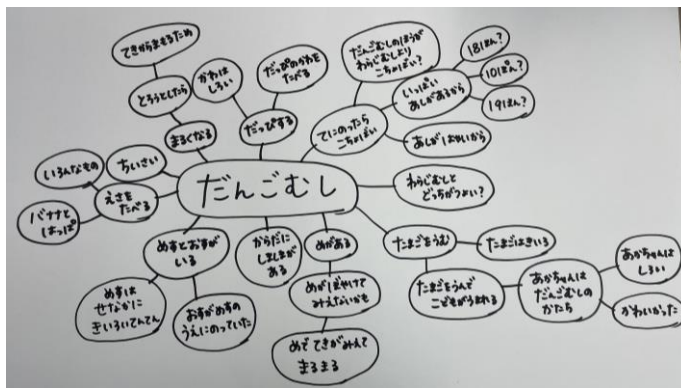 てきからまもるため
とろうとしたら
まるくなる
かわは
しろい
だっぴのかわを
たべる
だっぴする
だんごむしのほうが
わらじむしより
こちょばい?
てにのったら
こちょばい
いっぱい
あしがあるから
18ほん?
10ぽん?
19ほん?
あしがはやいから
いろんなもの
ちいさい
えさを
たべる
バナナと
はっぱ
だんごむし
わらじむしと
どっちがつよい?
めすとおすが
いる
めすは
せなかに
きいろいてんてん
おすがめすの
うえにのっていた
からだに
しましまが
ある
めがある
めがぼやけて
みえないかも
めで てきがみえて
まるまる
たまごをうむ
たまごはきいろ
たまごをうんで
こどもがうまれる
あかちゃんは
だんごむしの
かたち
あかちゃんは
しろい
かわいかった